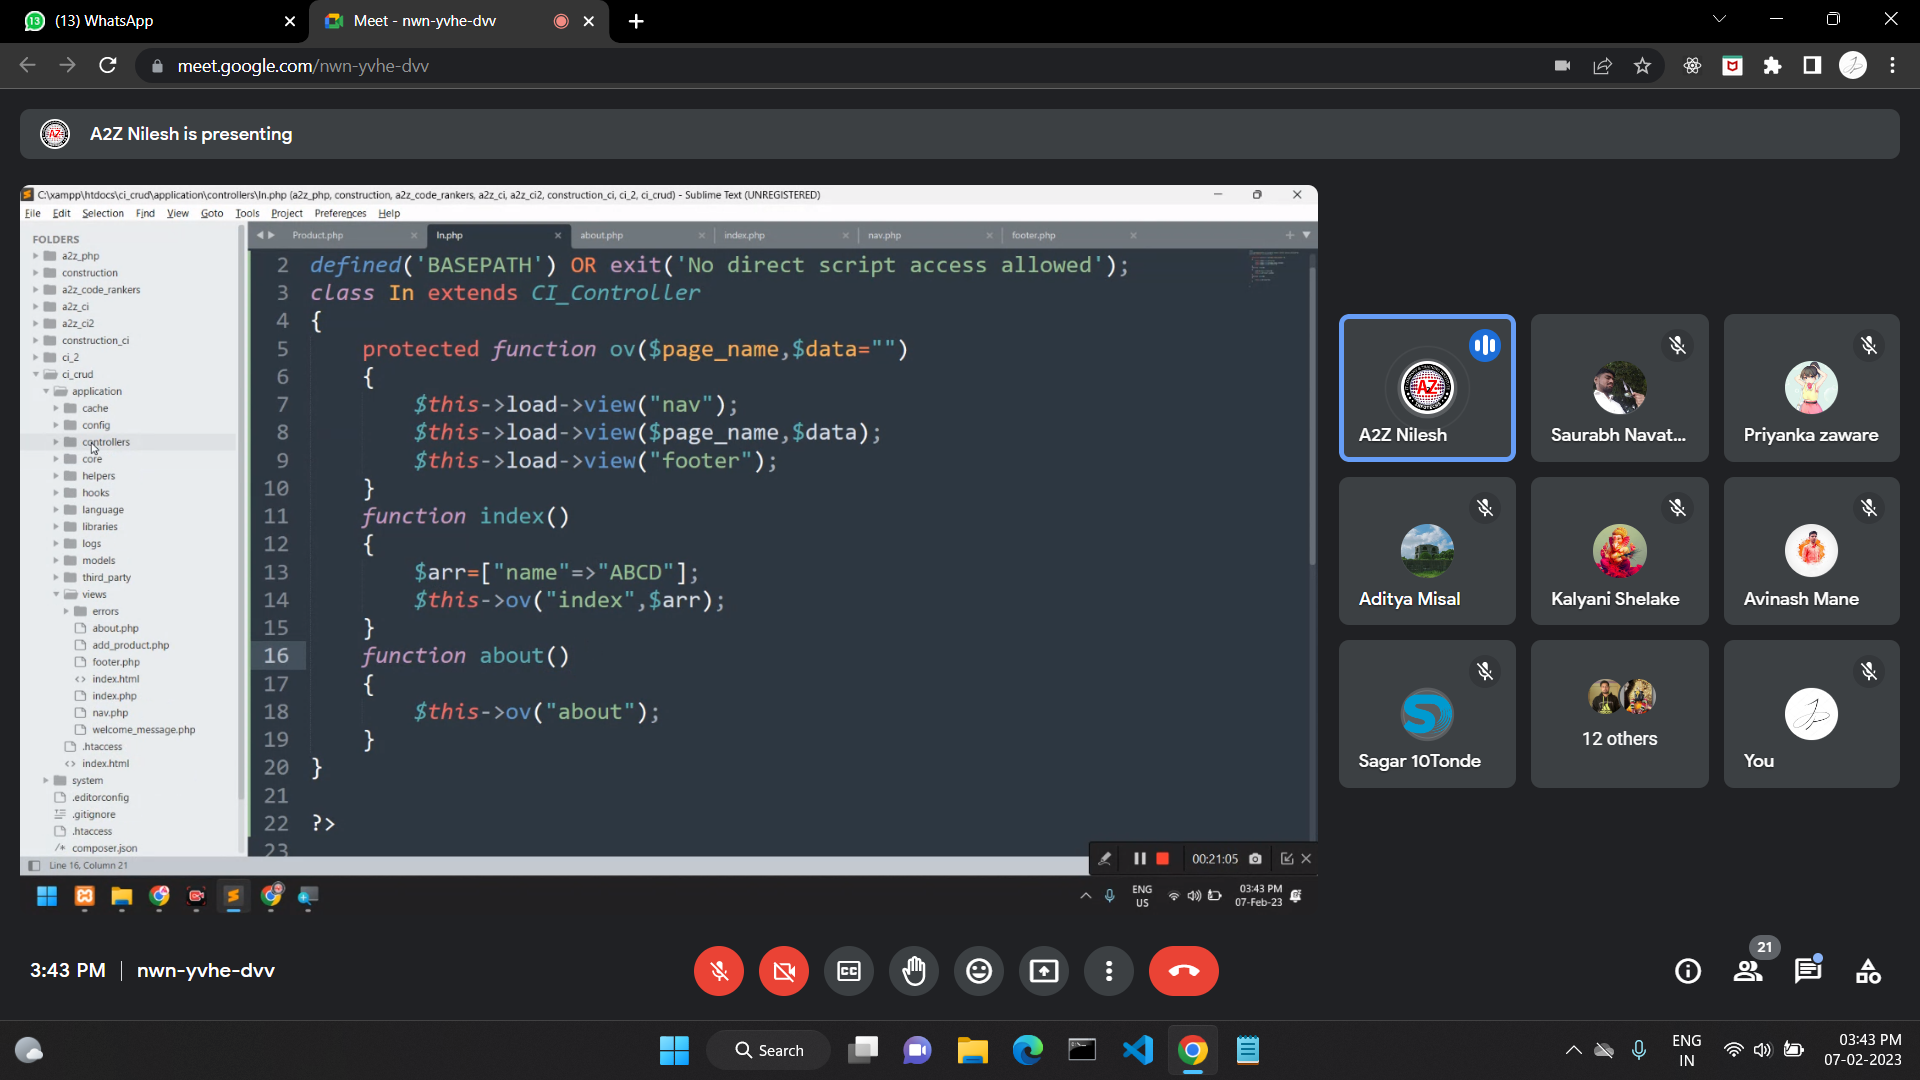 (13) WhatsApp
Meet - nwn-yvhe-dvv
meet.google.com/nwn-yvhe-dvv
A2Z Nilesh is presenting
C:\xampp\htdocs\ci_crud\application\controllers\In.php (a2z_php, construction, a2z_code_rankers, a2z_ci, a2z_ci2, construction_ci, ci_2, ci_crud) - Sublime Text (UNREGISTERED)
File Edit Selection Find View Goto Tools Project Preferences Help
Product.php In.php about.php index.php nav.php footer.php
FOLDERS
a2z_php
construction
a2z_code_rankers
a2z_ci
a2z_ci2
construction_ci
ci_2
ci_crud
application
cache
config
controllers
core
helpers
hooks
language
libraries
logs
models
third_party
views
errors
about.php
add_product.php
footer.php
index.html
index.php
nav.php
welcome_message.php
.htaccess
index.html
system
.editorconfig
.gitignore
.htaccess
composer.json
2 defined('BASEPATH') OR exit('No direct script access allowed');
3 class In extends CI_Controller
4 {
5 protected function ov($page_name,$data="")
6 {
7 $this->load->view("nav");
8 $this->load->view($page_name,$data);
9 $this->load->view("footer");
10 }
11 function index()
12 {
13 $arr=["name"=>"ABCD"];
14 $this->ov("index",$arr);
15 }
16 function about()
17 {
18 $this->ov("about");
19 }
20 }
21
22 ?>
23
Line 16, Column 21
00:21:05
ENG
US
03:43 PM
07-Feb-23
A2Z Nilesh
Saurabh Navat...
Priyanka zaware
Aditya Misal
Kalyani Shelake
Avinash Mane
Sagar 10Tonde
12 others
You
3:43 PM | nwn-yvhe-dvv
21
Search
ENG
IN
03:43 PM
07-02-2023